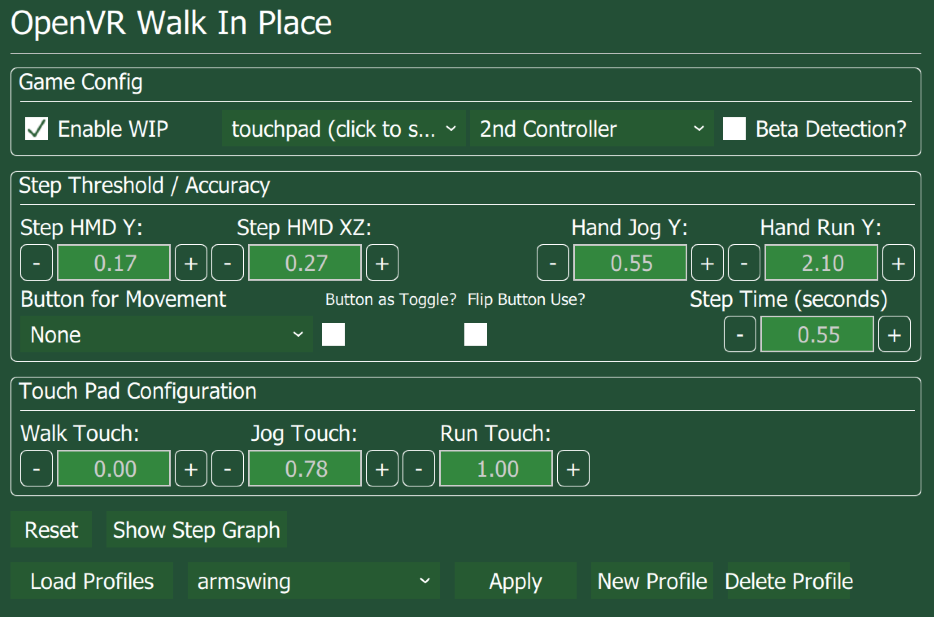 OpenVR Walk In Place
Game Config
Enable WIP touchpad (click to s... 2nd Controller Beta Detection?
Step Threshold / Accuracy
Step HMD Y: Step HMD XZ: Hand Jog Y: Hand Run Y:
- 0.17 + - 0.27 + - 0.55 + - 2.10 +
Button for Movement Button as Toggle? Flip Button Use? Step Time (seconds)
None - 0.55 +
Touch Pad Configuration
Walk Touch: Jog Touch: Run Touch:
- 0.00 + - 0.78 + - 1.00 +
Reset Show Step Graph
Load Profiles armswing Apply New Profile Delete Profile